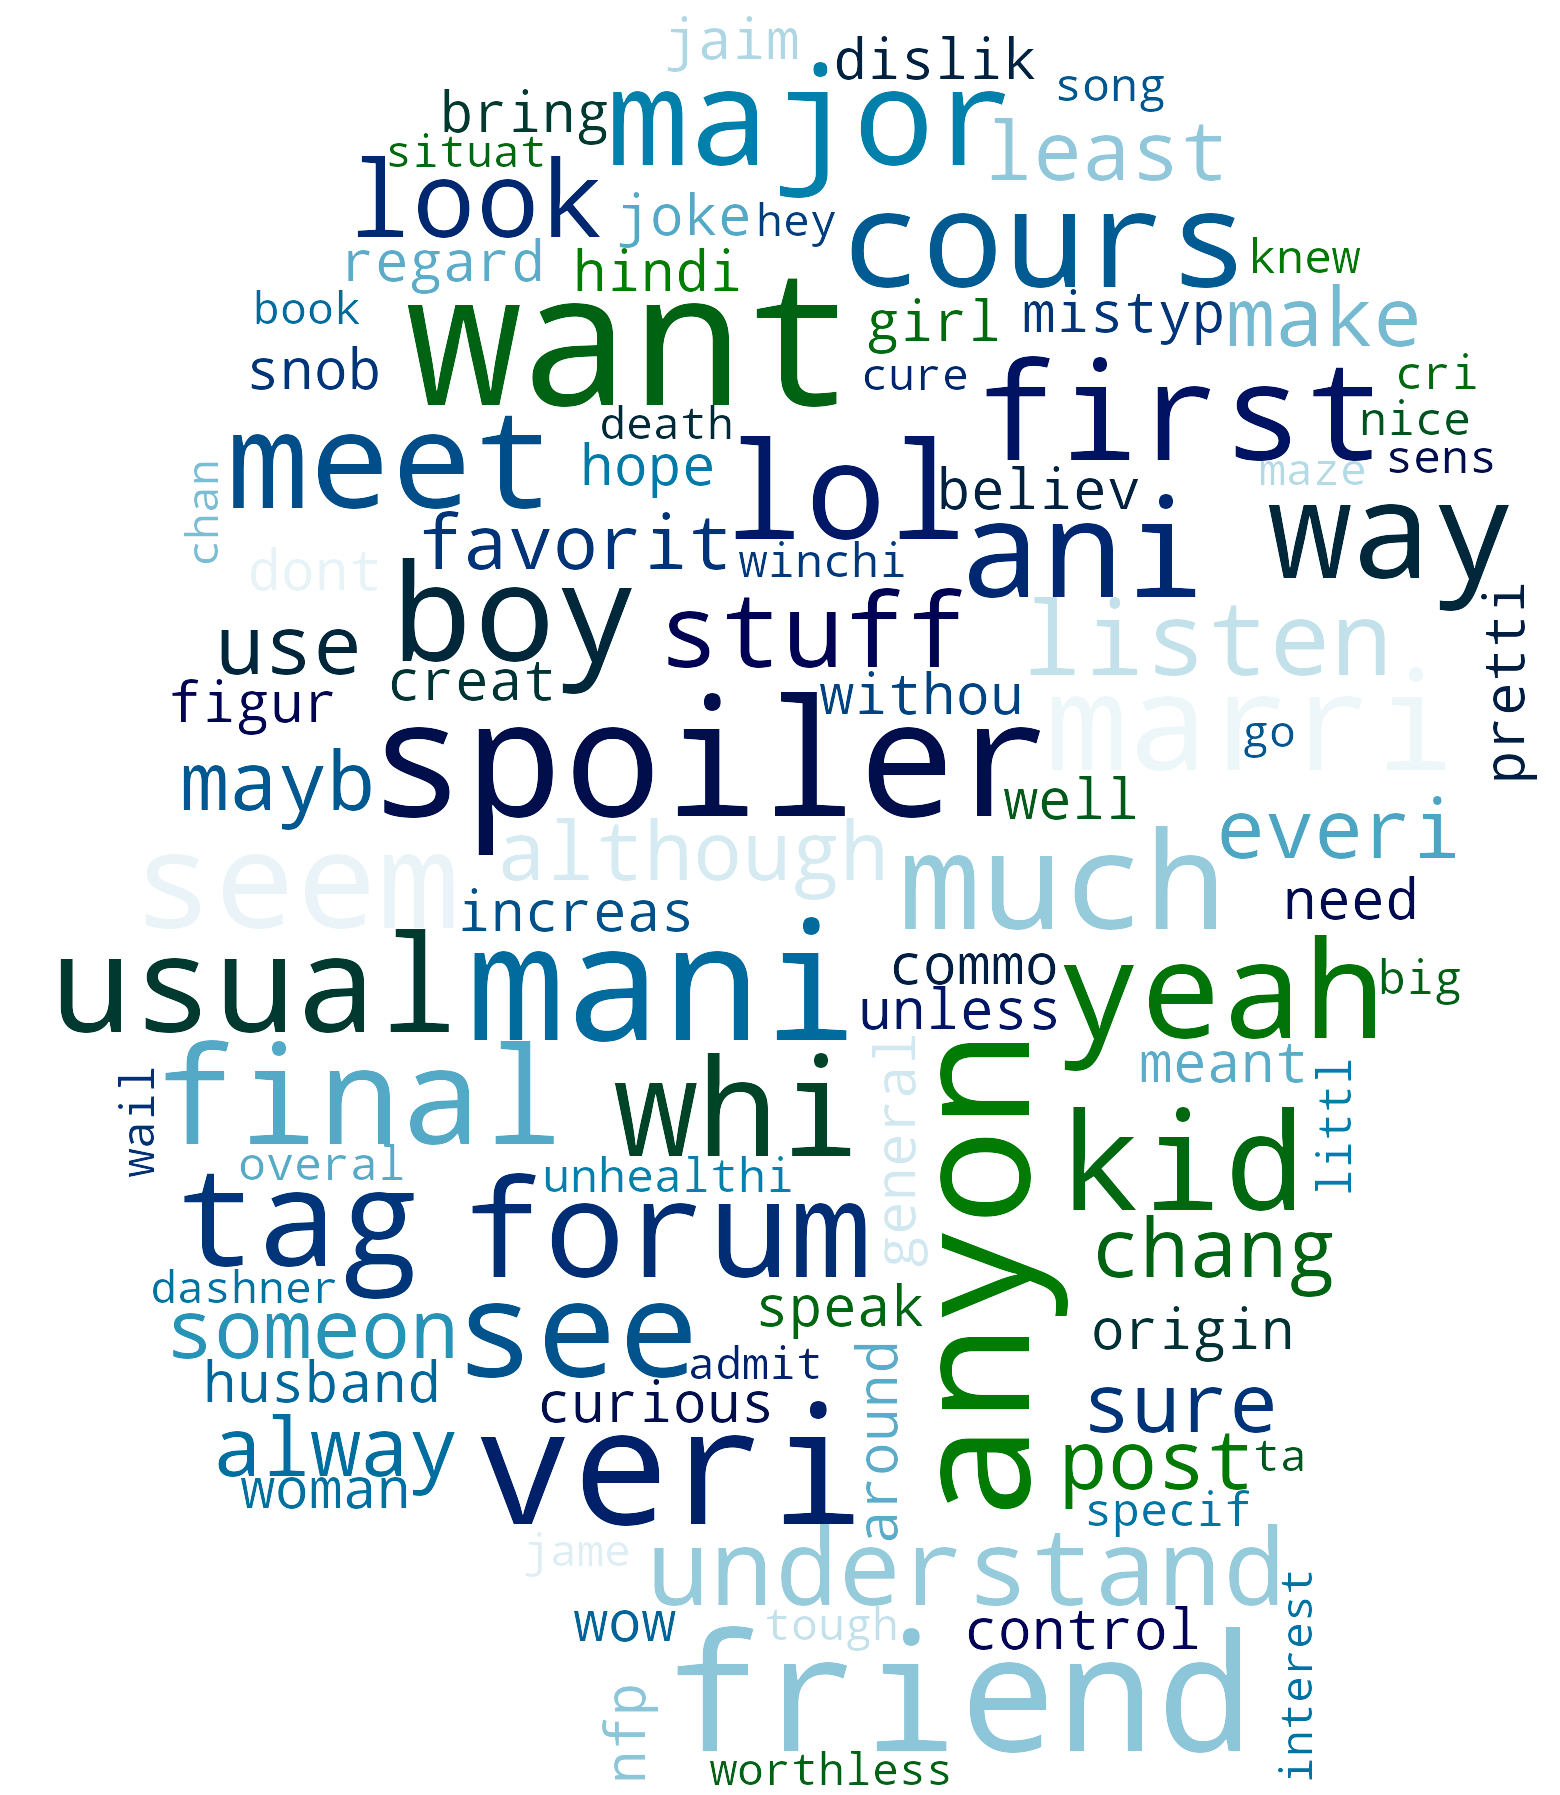 jaim
dislik
song
bring
major
situat
least
look
joke
hey
cours
regard
hindi
knew
book
want
girl
mistyp
make
snob
cure
first
cri
death
nice
meet
hope
lol
believ
maze
sens
chan
favorit
winchi
ani
way
dont
boy
stuff
listen
pretti
use
creat
figur
withou
marri
go
mayb
spoiler
well
seem
although
much
everi
increas
need
usual
mani
commo
yeah
big
unless
final
whi
general
anyon
meant
wail
kid
littl
overal
unhealthi
tag
forum
chang
dashner
speak
someon
see
origin
admit
husband
curious
around
sure
alway
veri
post
ta
woman
specif
jame
understand
wow
tough
control
interest
nfp
friend
worthless